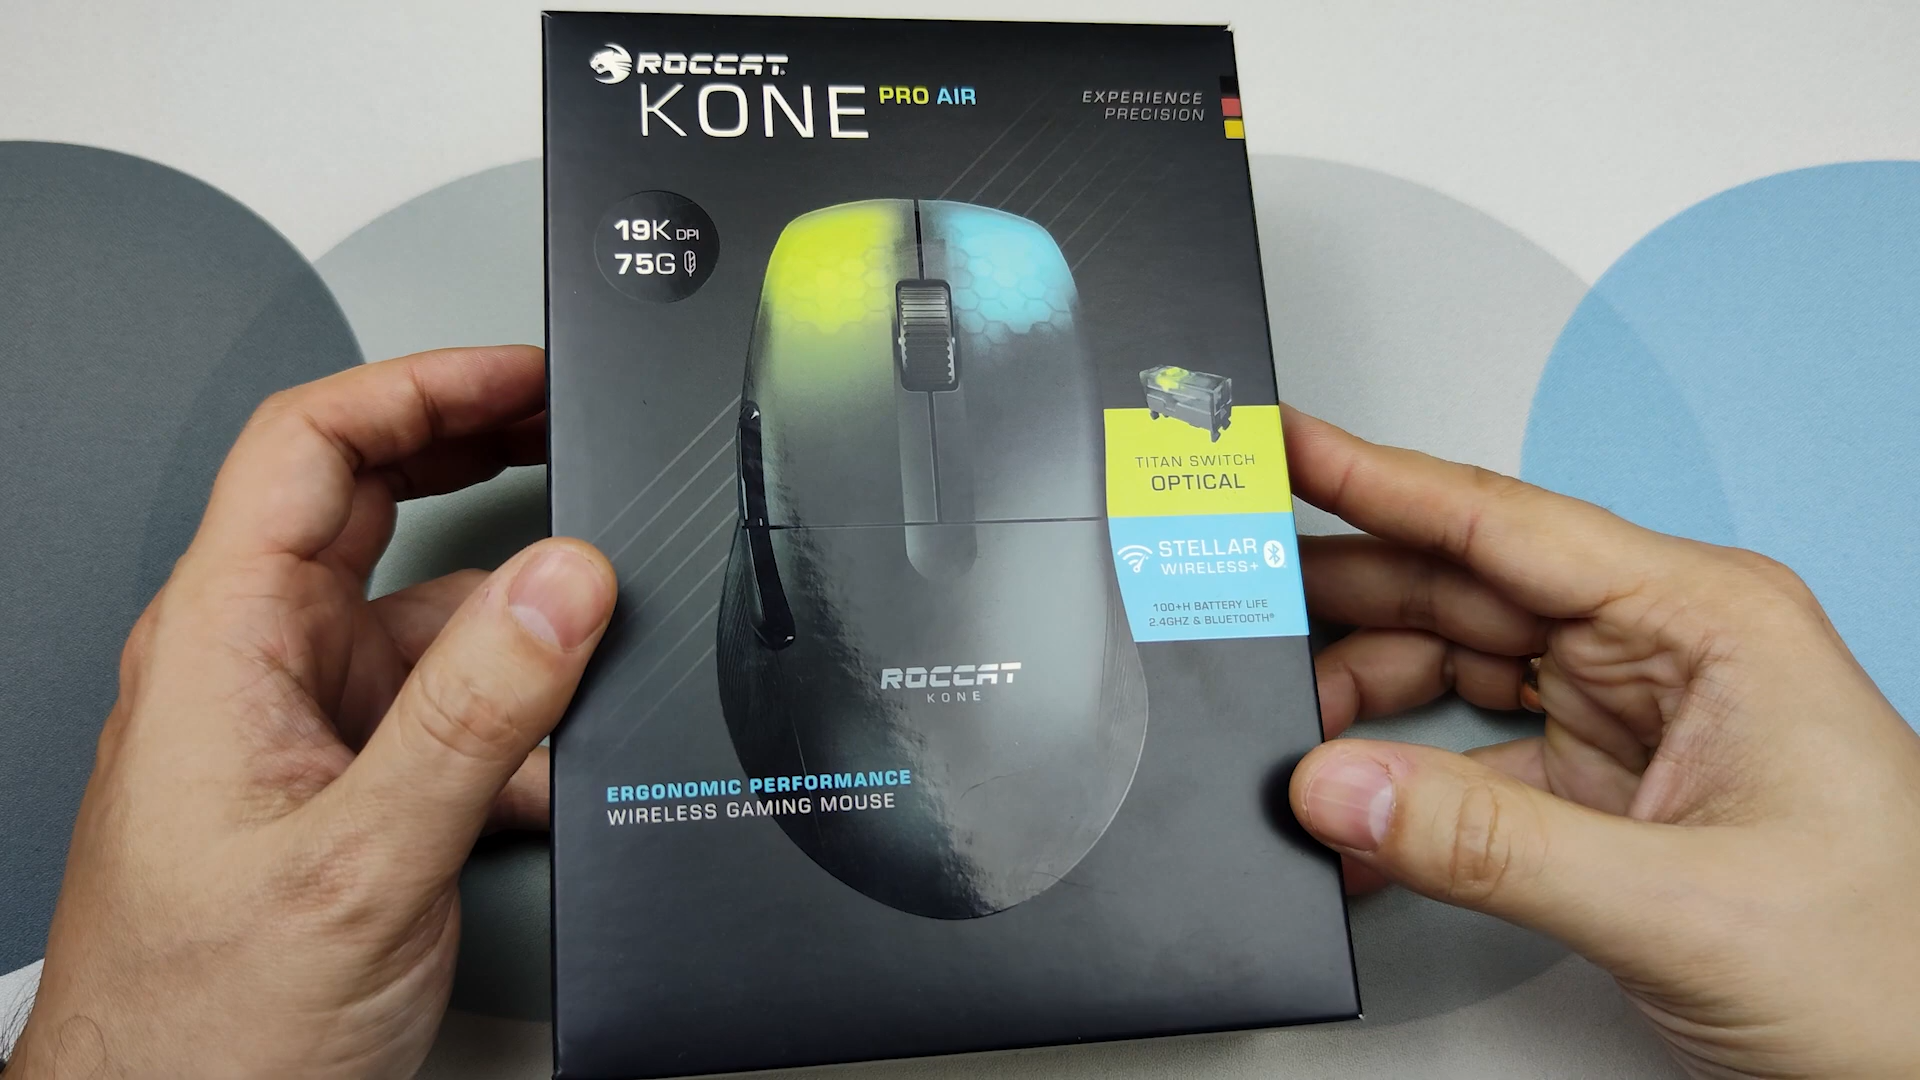 ROCCAT
KONE PRO AIR
EXPERIENCE
PRECISION
19K DPI
75G
TITAN SWITCH
OPTICAL
STELLAR
WIRELESS+
100+H BATTERY LIFE
2.4GHZ & BLUETOOTH®
ROCCAT
KONE
ERGONOMIC PERFORMANCE
WIRELESS GAMING MOUSE